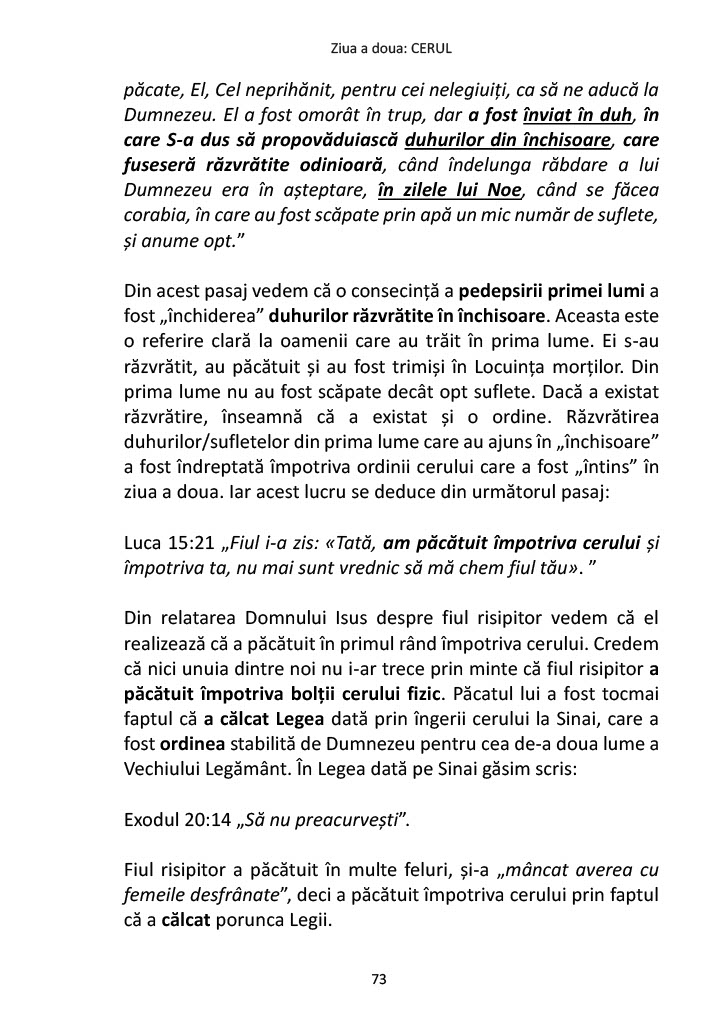 Ziua a doua: CERUL
păcate, El, Cel neprihănit, pentru cei nelegiuiți, ca să ne aducă la
Dumnezeu. El a fost omorât în trup, dar a fost înviat în duh, în
care S-a dus să propovăduiască duhurilor din închisoare, care
fuseseră răzvrătite odinioară, când îndelunga răbdare a lui
Dumnezeu era în așteptare, în zilele lui Noe, când se făcea
corabia, în care au fost scăpate prin apă un mic număr de suflete,
și anume opt.”
Din acest pasaj vedem că o consecință a pedepsirii primei lumi a
fost „închiderea” duhurilor răzvrătite în închisoare. Aceasta este
o referire clară la oamenii care au trăit în prima lume. Ei s-au
răzvrătit, au păcătuit și au fost trimiși în Locuința morților. Din
prima lume nu au fost scăpate decât opt suflete. Dacă a existat
răzvrătire, înseamnă că a existat și o ordine. Răzvrătirea
duhurilor/sufletelor din prima lume care au ajuns în „închisoare”
a fost îndreptată împotriva ordinii cerului care a fost „întins” în
ziua a doua. Iar acest lucru se deduce din următorul pasaj:
Luca 15:21 „Fiul i-a zis: «Tată, am păcătuit împotriva cerului și
împotriva ta, nu mai sunt vrednic să mă chem fiul tău». ”
Din relatarea Domnului Isus despre fiul risipitor vedem că el
realizează că a păcătuit în primul rând împotriva cerului. Credem
că nici unuia dintre noi nu i-ar trece prin minte că fiul risipitor a
păcătuit împotriva bolții cerului fizic. Păcatul lui a fost tocmai
faptul că a călcat Legea dată prin îngerii cerului la Sinai, care a
fost ordinea stabilită de Dumnezeu pentru cea de-a doua lume a
Vechiului Legământ. În Legea dată pe Sinai găsim scris:
Exodul 20:14 „Să nu preacurvești”.
Fiul risipitor a păcătuit în multe feluri, și-a „mâncat averea cu
femeile desfrânate”, deci a păcătuit împotriva cerului prin faptul
că a călcat porunca Legii.
73